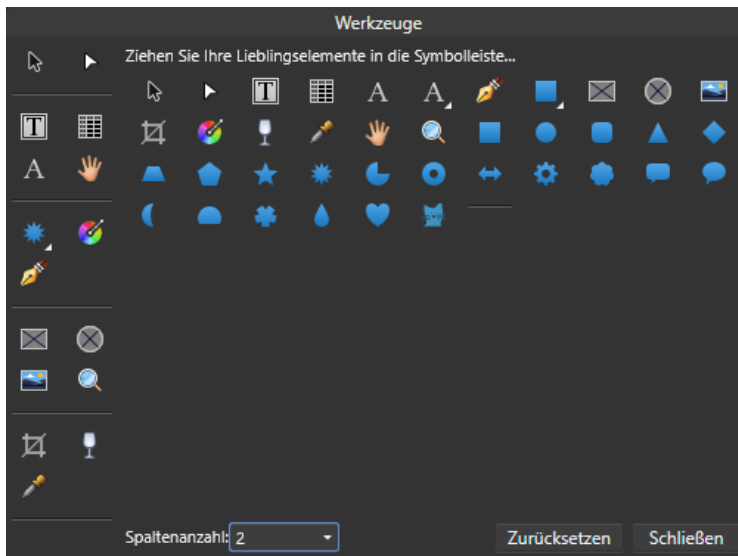 Werkzeuge
Ziehen Sie Ihre Lieblingselemente in die Symbolleiste...
Spaltenanzahl: 2
Zurücksetzen
Schließen